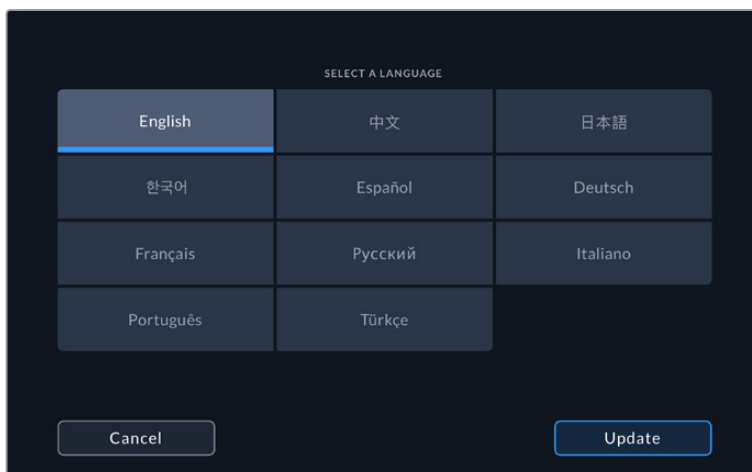 SELECT A LANGUAGE
English
中文
日本語
한국어
Español
Deutsch
Français
Русский
Italiano
Português
Türkçe
Cancel
Update